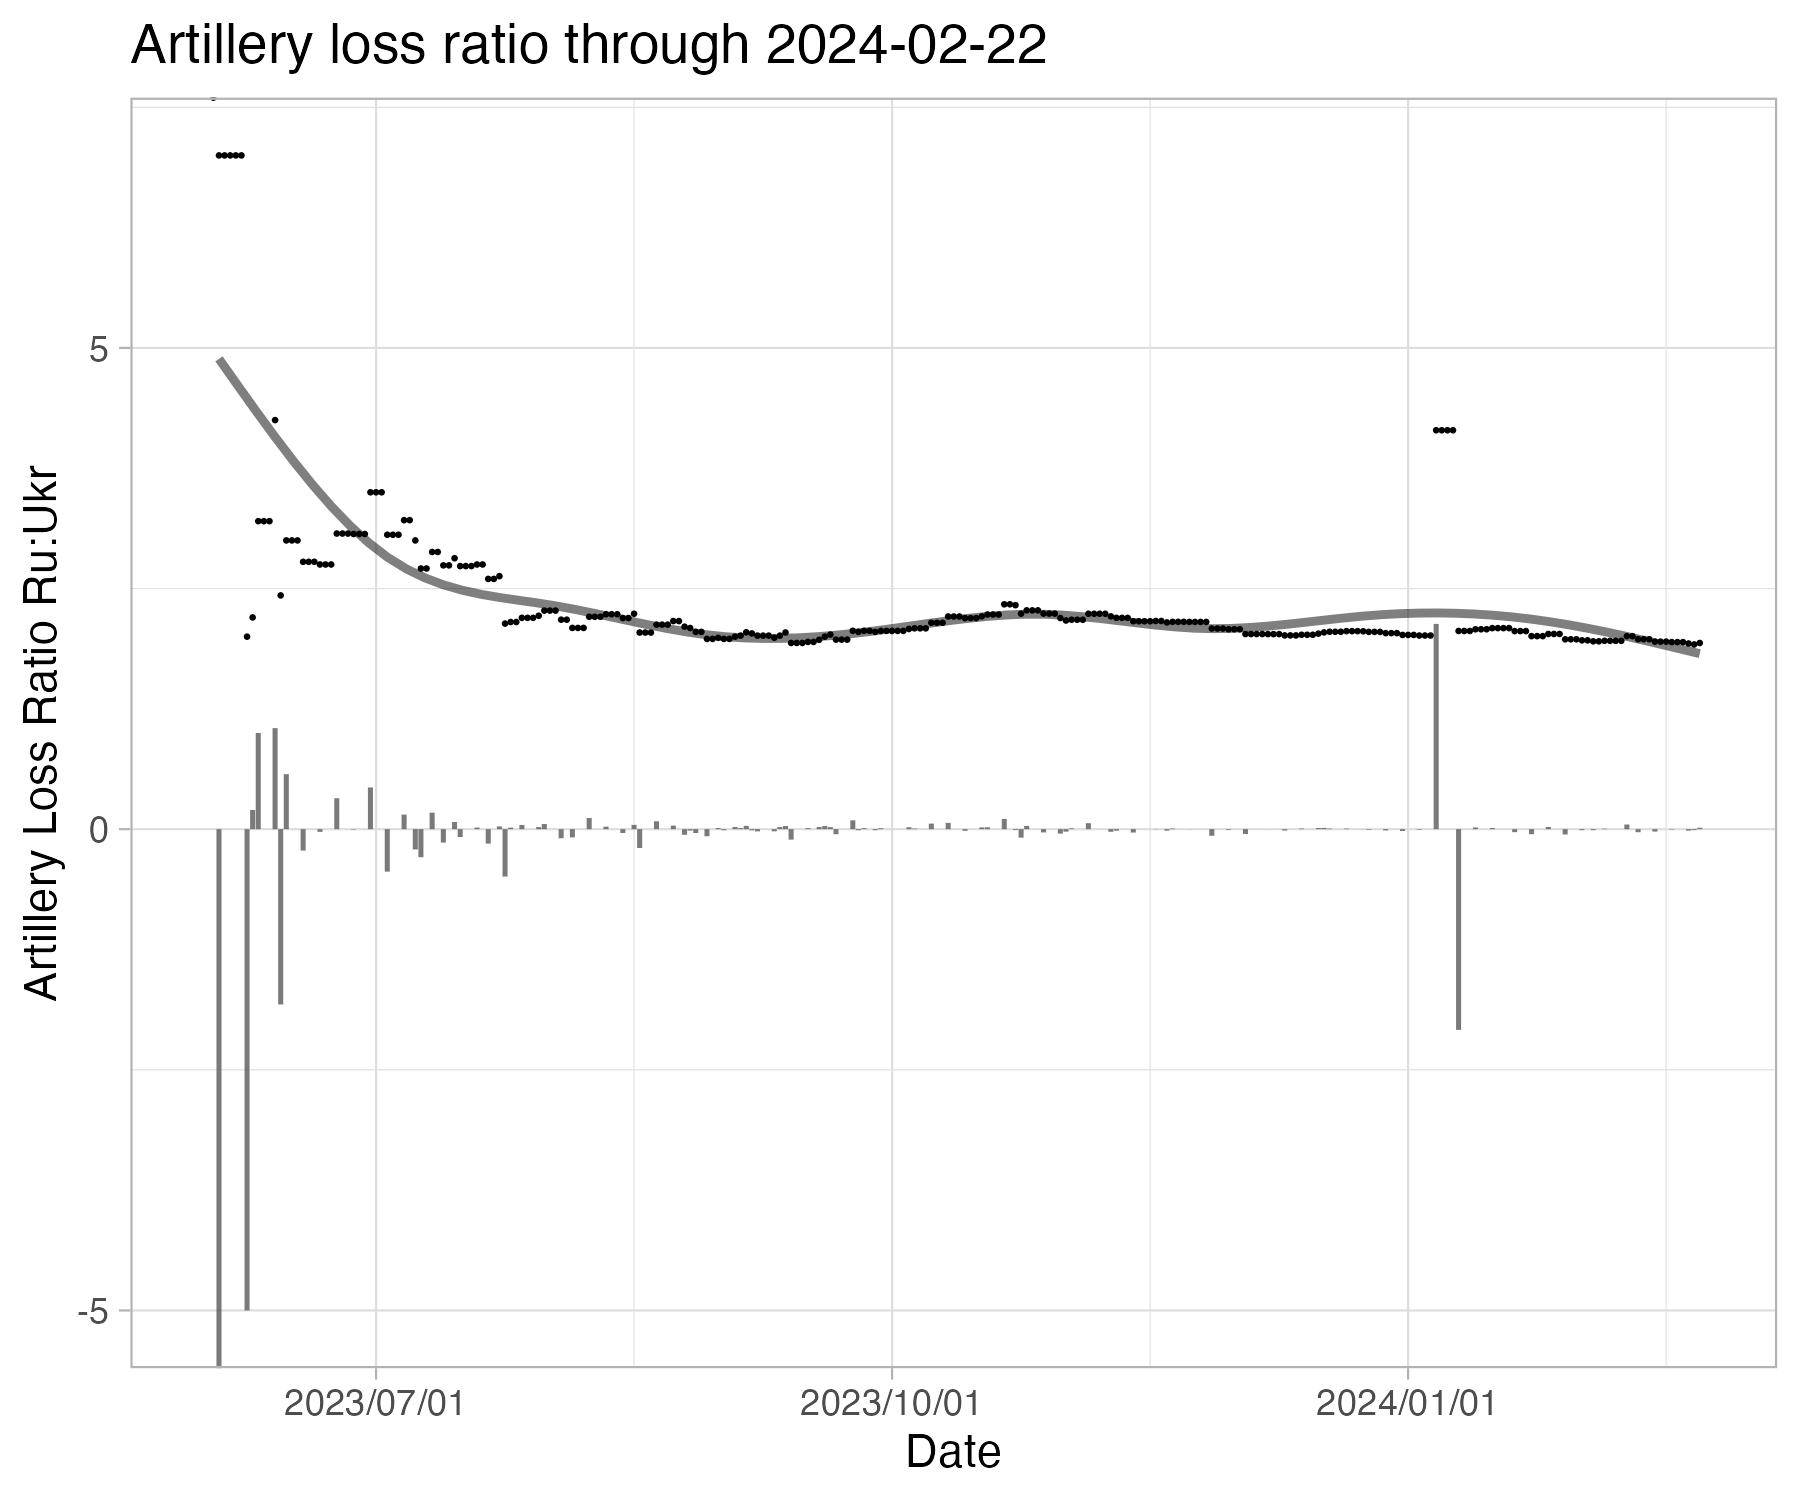 Artillery loss ratio through 2024-02-22
Artillery Loss Ratio Ru:Ukr
5
0
-5
2023/07/01
2023/10/01
2024/01/01
Date